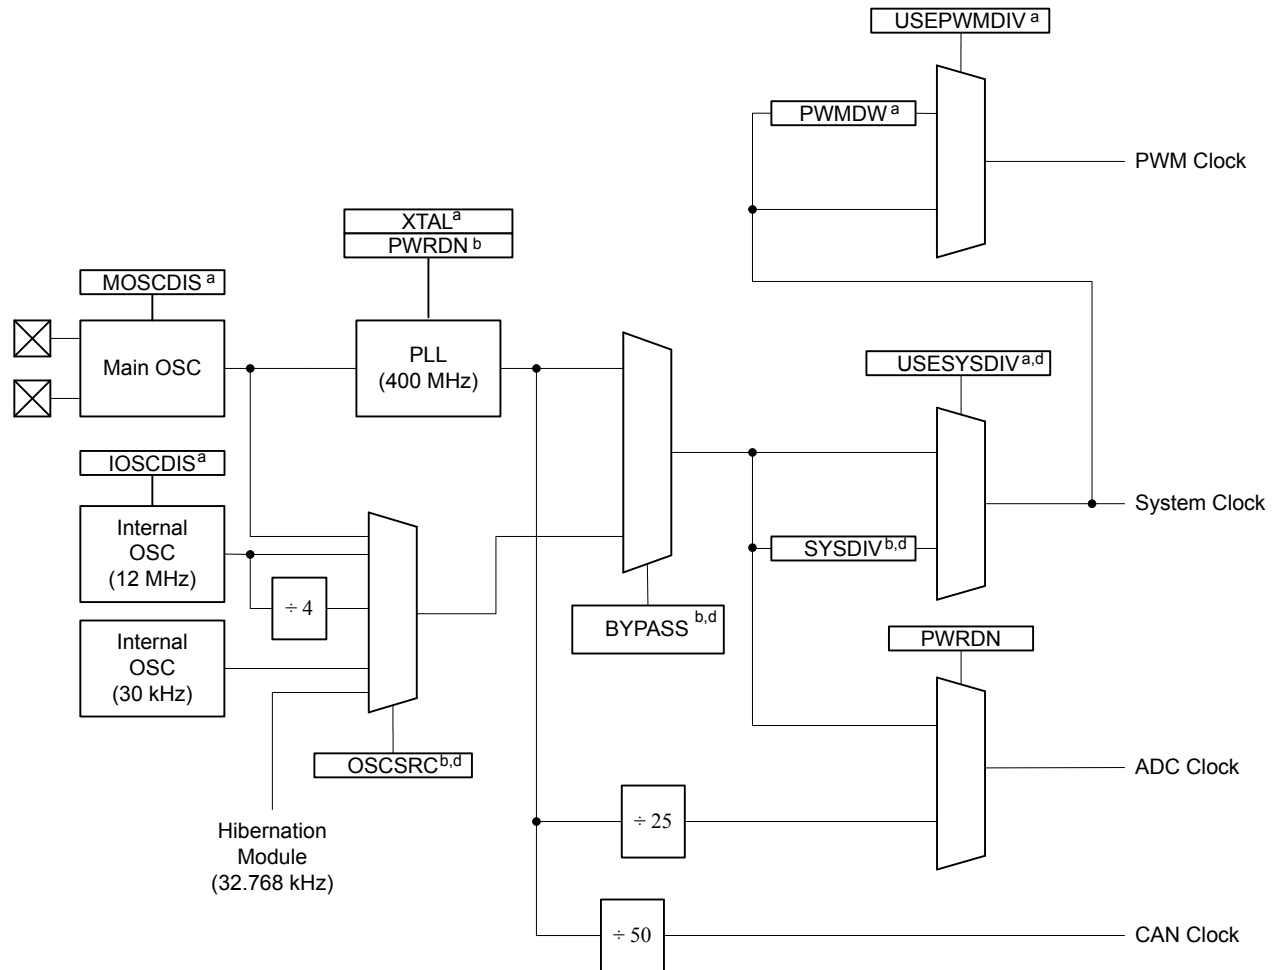 USEPWMDIV a
PWMDW a
PWM Clock
XTAL a
PWRDN b
MOSCDIS a
Main OSC
PLL
(400 MHz)
USESYSDIV a,d
IOSCDIS a
System Clock
Internal
OSC
(12 MHz)
SYSDIV b,d
÷ 4
BYPASS b,d
PWRDN
Internal
OSC
(30 kHz)
OSCSRC b,d
ADC Clock
÷ 25
Hibernation
Module
(32.768 kHz)
÷ 50
CAN Clock